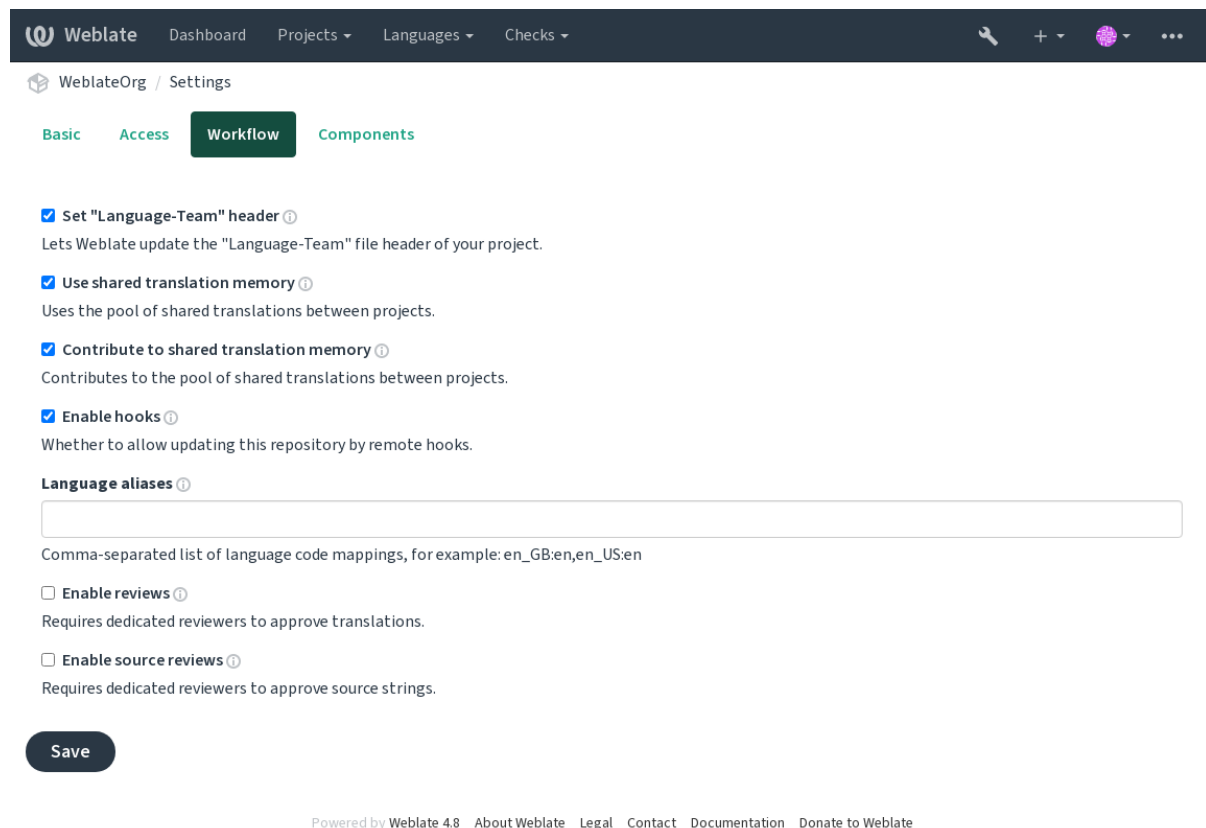 Weblate Dashboard Projects Languages Checks
WeblateOrg / Settings
Basic Access Workflow Components
Set "Language-Team" header
Lets Weblate update the "Language-Team" file header of your project.
Use shared translation memory
Uses the pool of shared translations between projects.
Contribute to shared translation memory
Contributes to the pool of shared translations between projects.
Enable hooks
Whether to allow updating this repository by remote hooks.
Language aliases
Comma-separated list of language code mappings, for example: en_GB:en,en_US:en
Enable reviews
Requires dedicated reviewers to approve translations.
Enable source reviews
Requires dedicated reviewers to approve source strings.
Save
Powered by Weblate 4.8 About Weblate Legal Contact Documentation Donate to Weblate